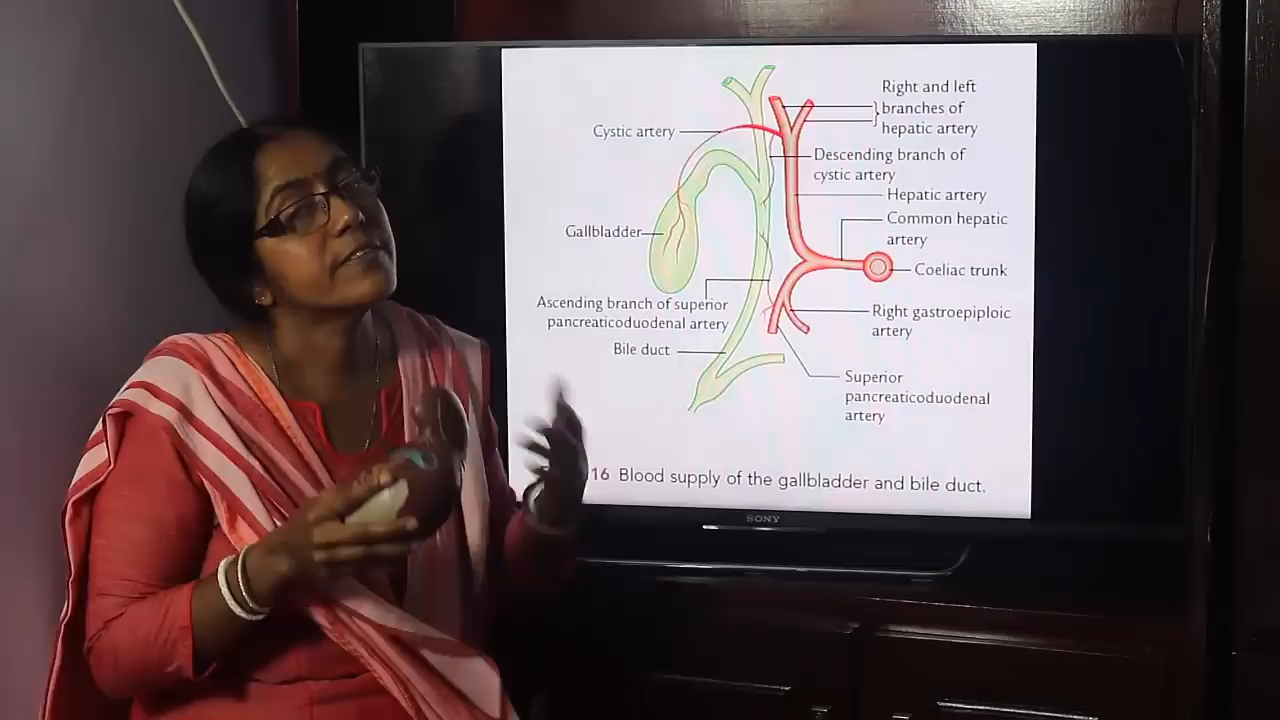 Right and left
branches of
hepatic artery
Cystic artery
Descending branch of
cystic artery
Hepatic artery
Common hepatic
artery
Gallbladder
Coeliac trunk
Ascending branch of superior
pancreaticoduodenal artery
Right gastroepiploic
artery
Bile duct
Superior
pancreaticoduodenal
artery
16 Blood supply of the gallbladder and bile duct.
SONY